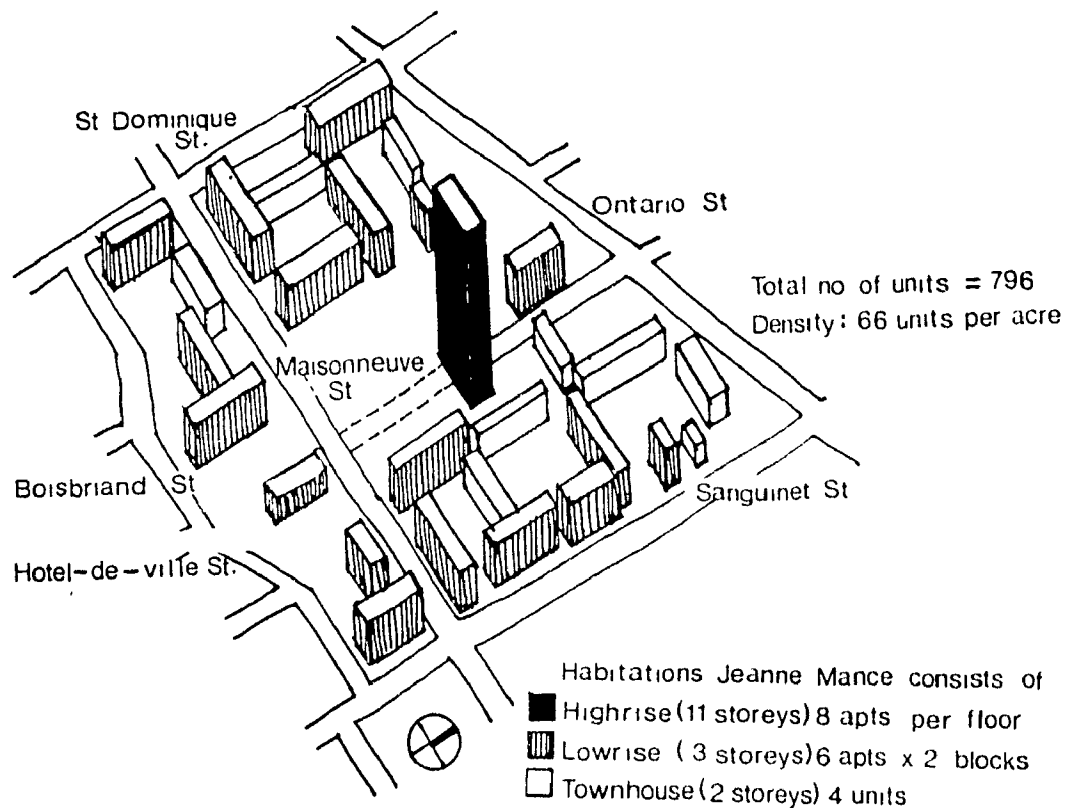 St Dominique
St.
Ontario St
Total no of units = 796
Density: 66 units per acre
Maisonneuve
St
Boisbriand St
Sanguinet St
Hotel-de-ville St.
Habitations Jeanne Mance consists of
Highrise (11 storeys) 8 apts per floor
Lowrise (3 storeys) 6 apts x 2 blocks
Townhouse (2 storeys) 4 units